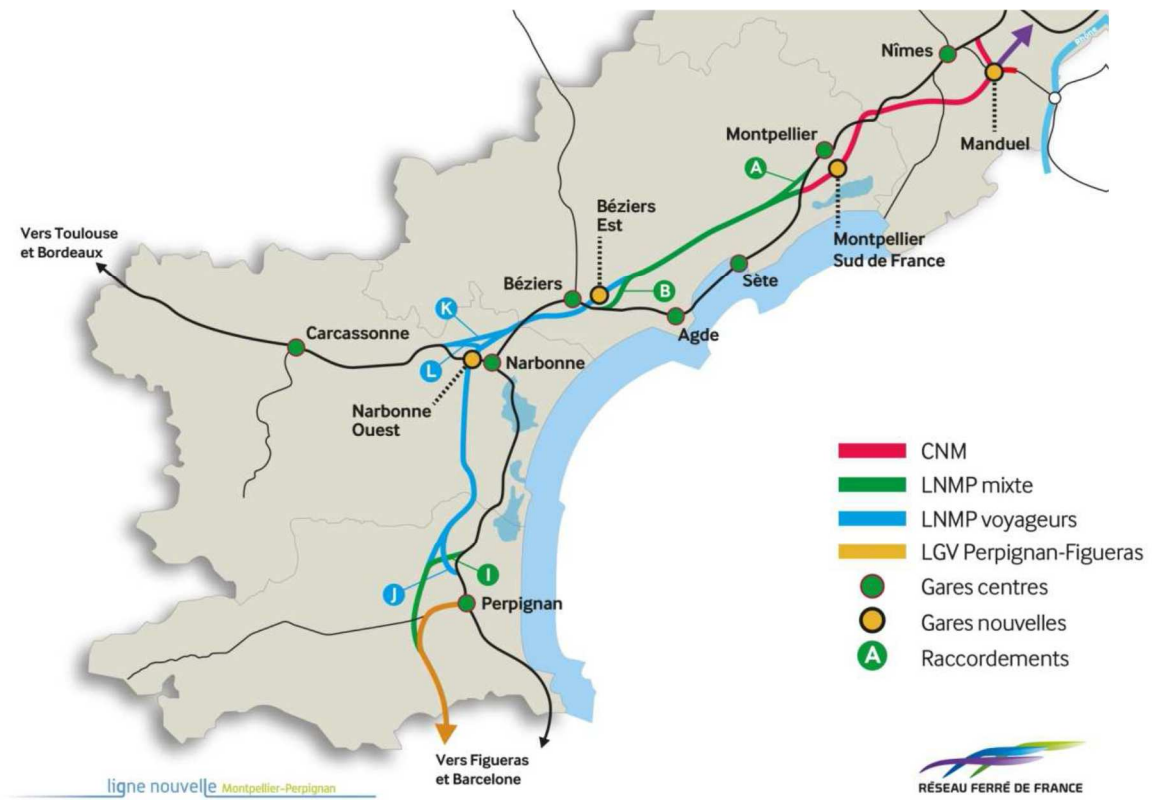 Nîmes
Rhône
Montpellier
Manduel
A
Béziers
Est
Vers Toulouse
et Bordeaux
Montpellier
Sud de France
Sète
Béziers
B
K
Agde
Carcassonne
L
Narbonne
Narbonne
Ouest
CNM
LNMP mixte
LNMP voyageurs
LGV Perpignan-Figueras
I
J
Gares centres
Perpignan
Gares nouvelles
A
Raccordements
Vers Figueras
et Barcelone
ligne nouvelle Montpellier-Perpignan
RÉSEAU FERRÉ DE FRANCE